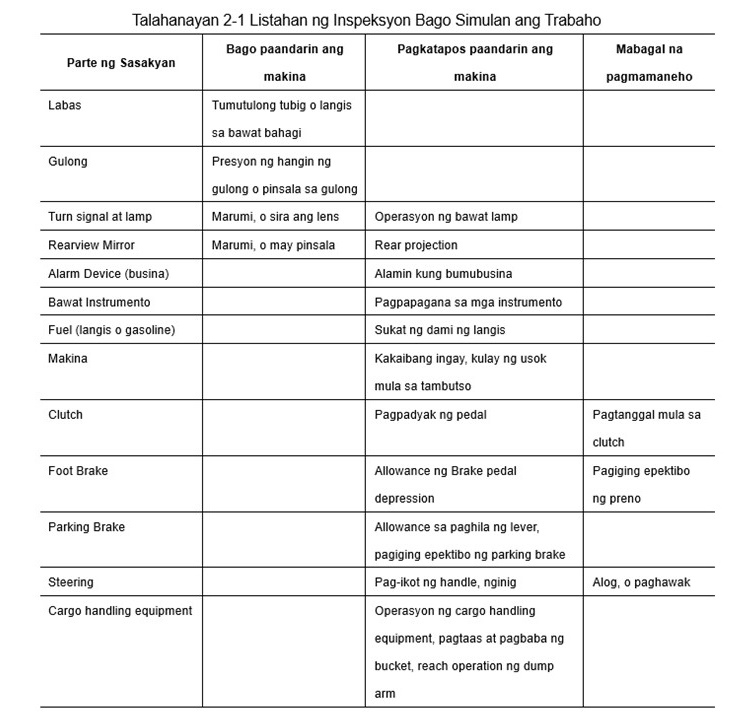 Talahanayan 2-1 Listahan ng Inspeksyon Bago Simulan ang Trabaho
Parte ng Sasakyan
Bago paandarin ang
makina
Pagkatapos paandarin ang
makina
Mabagal na
pagmamaneho
Labas
Tumutulong tubig o langis
sa bawat bahagi
Gulong
Presyon ng hangin ng
gulong o pinsala sa gulong
Turn signal at lamp
Marumi, o sira ang lens
Operasyon ng bawat lamp
Rearview Mirror
Marumi, o may pinsala
Rear projection
Alarm Device (busina)
Alamin kung bumubusina
Bawat Instrumento
Pagpapagana sa mga instrumento
Fuel (langis o gasoline)
Sukat ng dami ng langis
Makina
Kakaibang ingay, kulay ng usok
mula sa tambutso
Clutch
Pagpadyak ng pedal
Pagtanggal mula sa
clutch
Foot Brake
Allowance ng Brake pedal
depression
Pagiging epektibo
ng preno
Parking Brake
Allowance sa paghila ng lever,
pagiging epektibo ng parking brake
Steering
Pag-ikot ng handle, nginig
Alog, o paghawak
Cargo handling equipment
Operasyon ng cargo handling
equipment, pagtaas at pagbaba ng
bucket, reach operation ng dump
arm